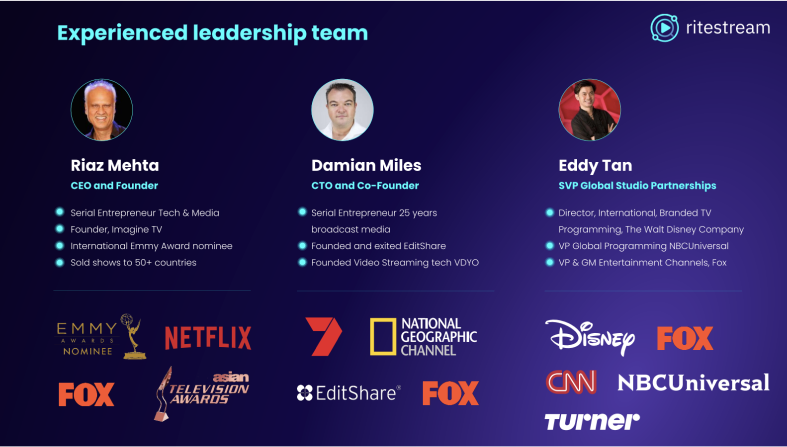 Experienced leadership team
ritestream
Riaz Mehta
CEO and Founder
Serial Entrepreneur Tech & Media
Founder, Imagine TV
International Emmy Award nominee
Sold shows to 50+ countries
EMMY
AWARDS
NOMINEE
NETFLIX
FOX
asian
TELEVISION
AWARDS
Damian Miles
CTO and Co-Founder
Serial Entrepreneur 25 years
broadcast media
Founded and exited EditShare
Founded Video Streaming tech VDYO
7
NATIONAL
GEOGRAPHIC
CHANNEL
EditShare®
FOX
Eddy Tan
SVP Global Studio Partnerships
Director, International, Branded TV
Programming, The Walt Disney Company
VP Global Programming NBCUniversal
VP & GM Entertainment Channels, Fox
Disney
FOX
CNN
NBCUniversal
Turner